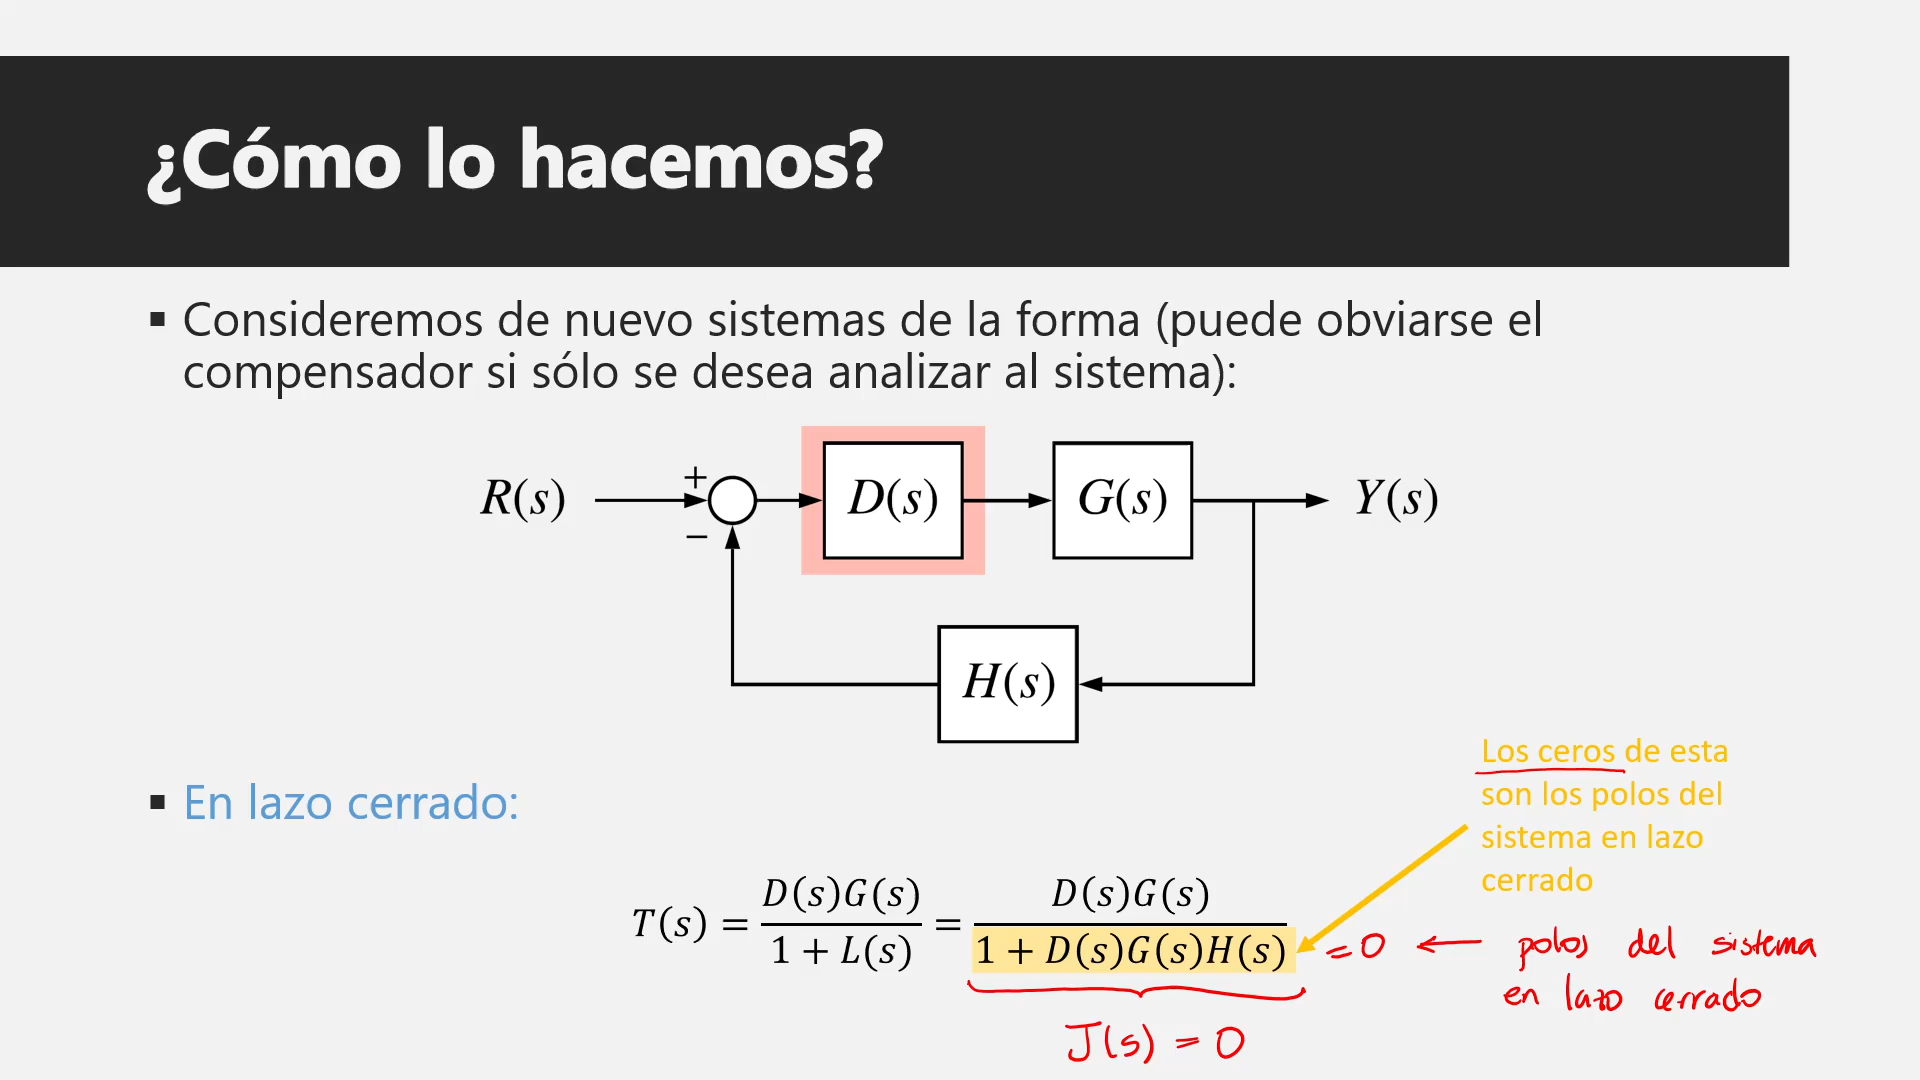 ¿Cómo lo hacemos?
▪ Consideremos de nuevo sistemas de la forma (puede obviarse el
compensador si sólo se desea analizar al sistema):
R(s) + − D(s) G(s) Y(s)
H(s)
▪ En lazo cerrado:
Los ceros de esta
son los polos del
sistema en lazo
cerrado
T(s) = D(s)G(s) / 1 + L(s) = D(s)G(s) / 1 + D(s)G(s)H(s) = 0 ← polos del sistema
en lazo cerrado
J(s) = 0